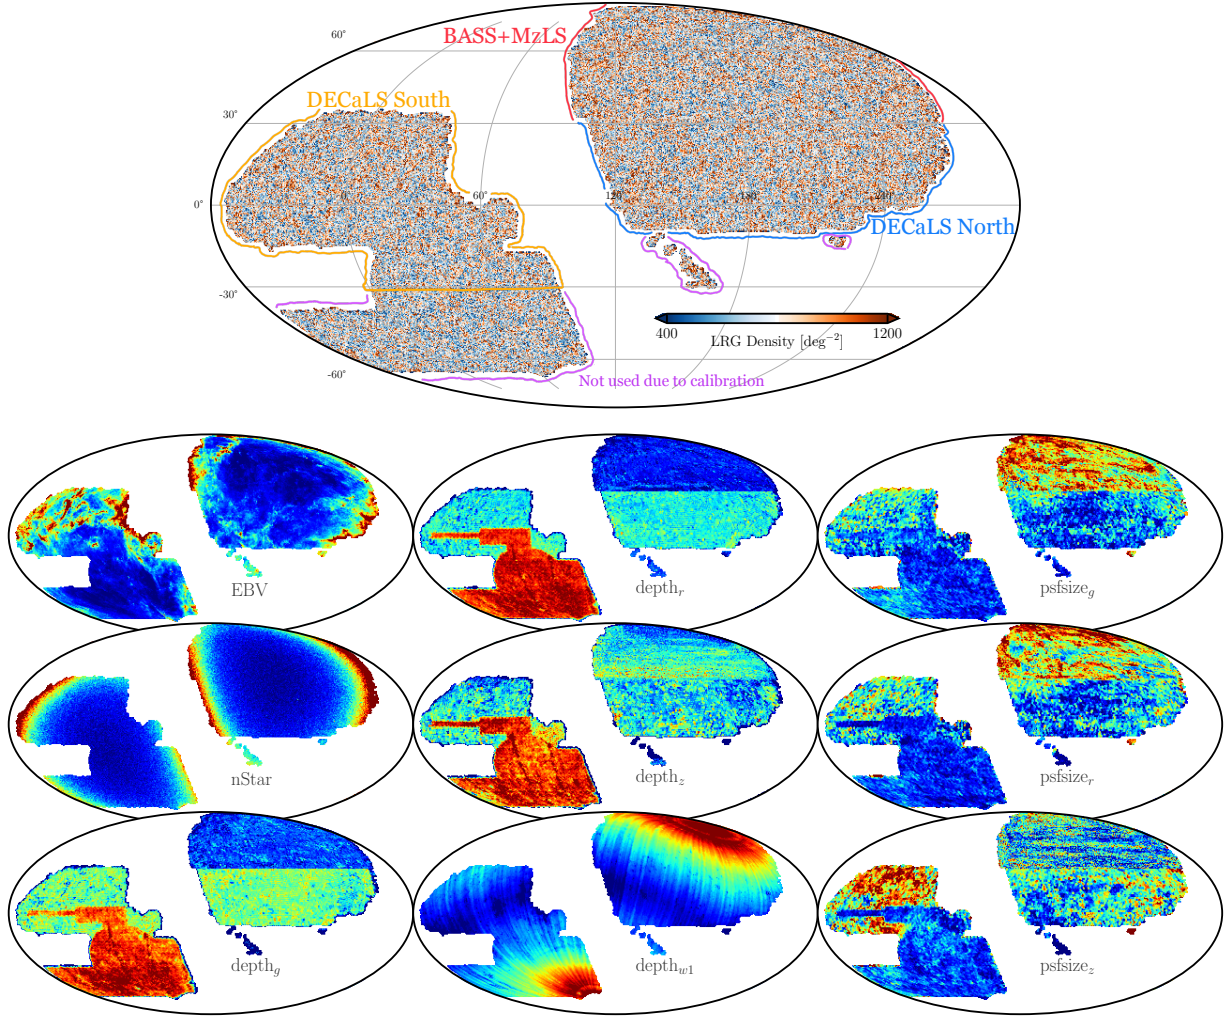 60°
BASS+MzLS
DECaLS South
30°
0°
0
60°
120
180
240
DECaLS North
-30°
400
1200
LRG Density [deg⁻²]
-60°
Not used due to calibration
EBV
depth_r
psfsize_g
nStar
depth_z
psfsize_r
depth_g
depth_w1
psfsize_z